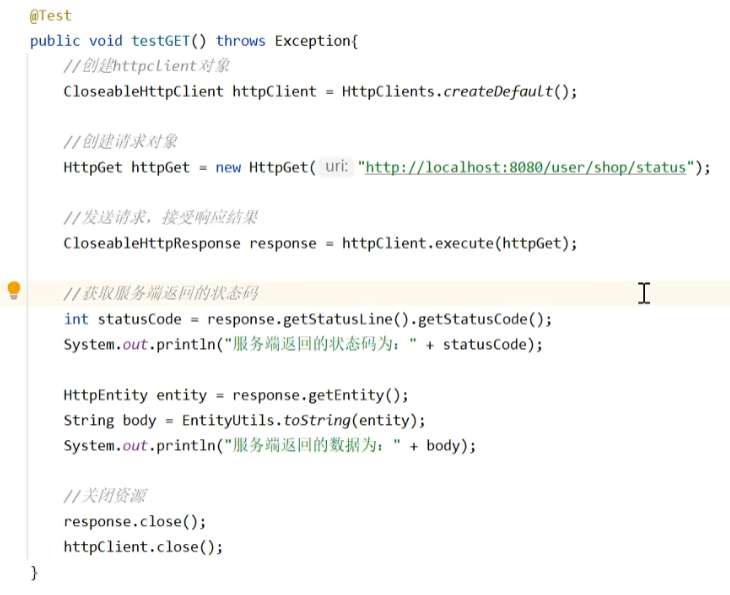 @Test
public void testGET() throws Exception{
//创建httpclient对象
CloseableHttpClient httpClient = HttpClients.createDefault();
//创建请求对象
HttpGet httpGet = new HttpGet( uri: "http://localhost:8080/user/shop/status");
//发送请求，接受响应结果
CloseableHttpResponse response = httpClient.execute(httpGet);
//获取服务端返回的状态码
int statusCode = response.getStatusLine().getStatusCode();
System.out.println("服务端返回的状态码为：" + statusCode);
HttpEntity entity = response.getEntity();
String body = EntityUtils.toString(entity);
System.out.println("服务端返回的数据为：" + body);
//关闭资源
response.close();
httpClient.close();
}